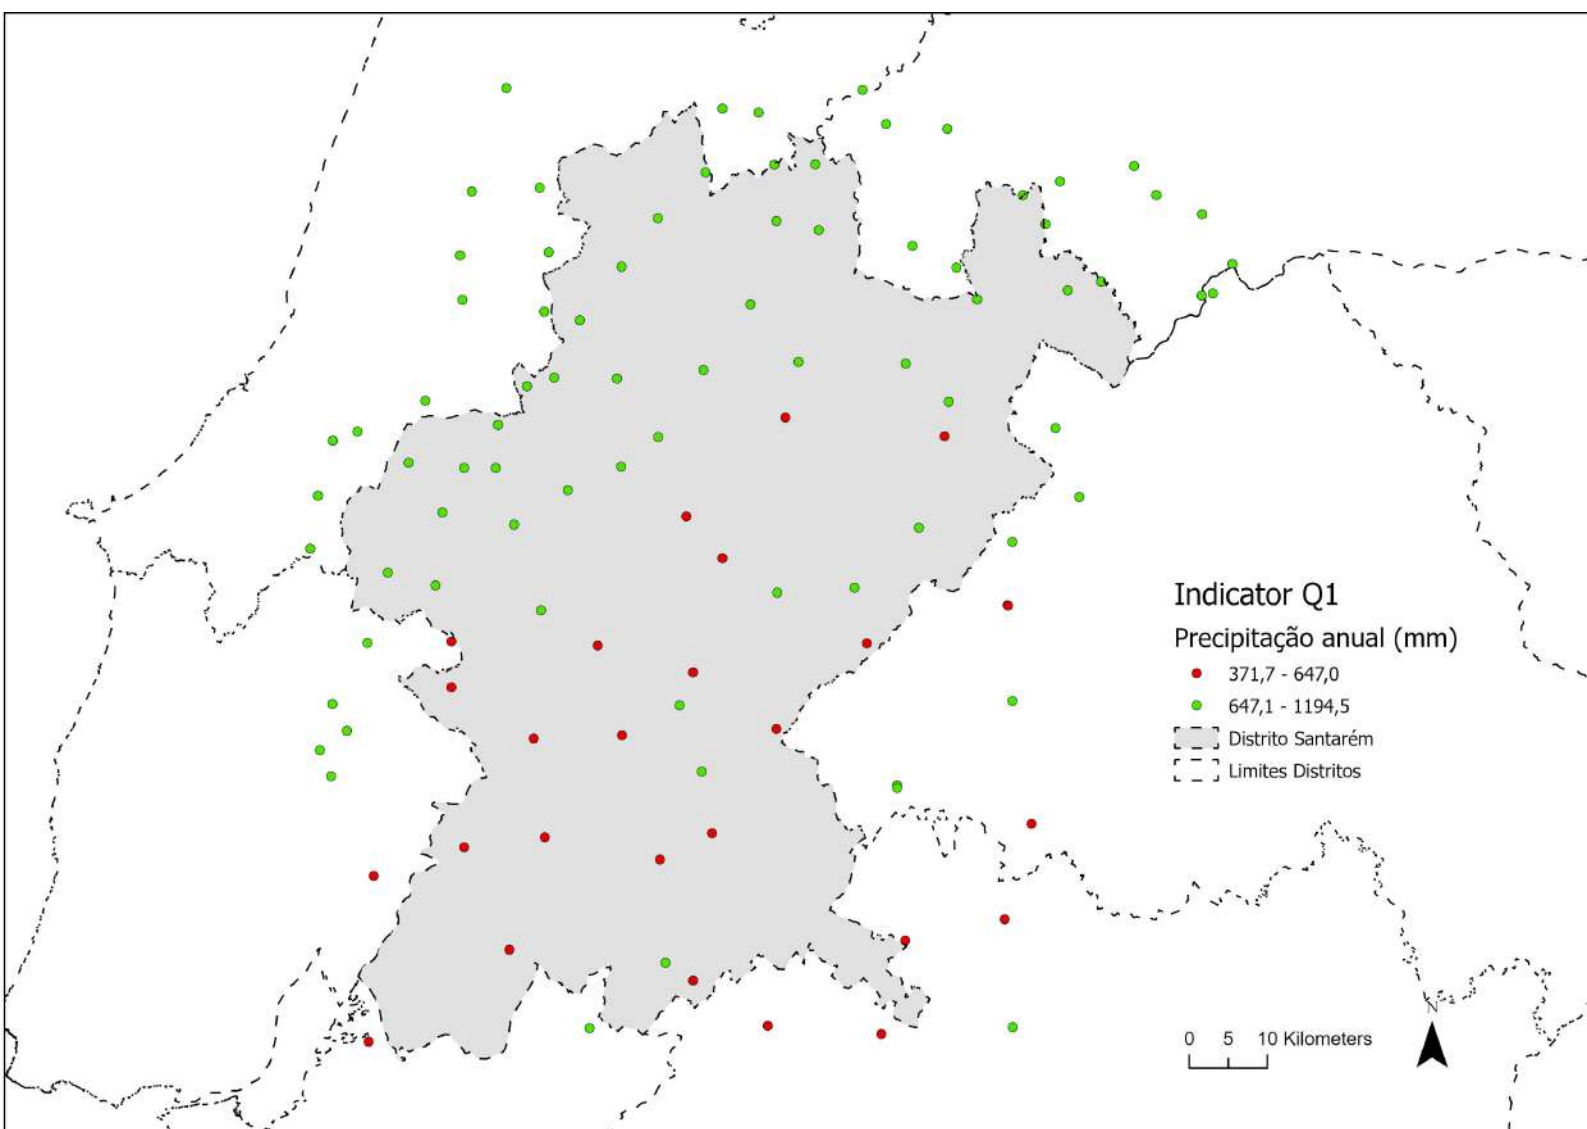 Indicator Q1
Precipitação anual (mm)
371,7 - 647,0
647,1 - 1194,5
Distrito Santarém
Limites Distritos
N
0 5 10 Kilometers